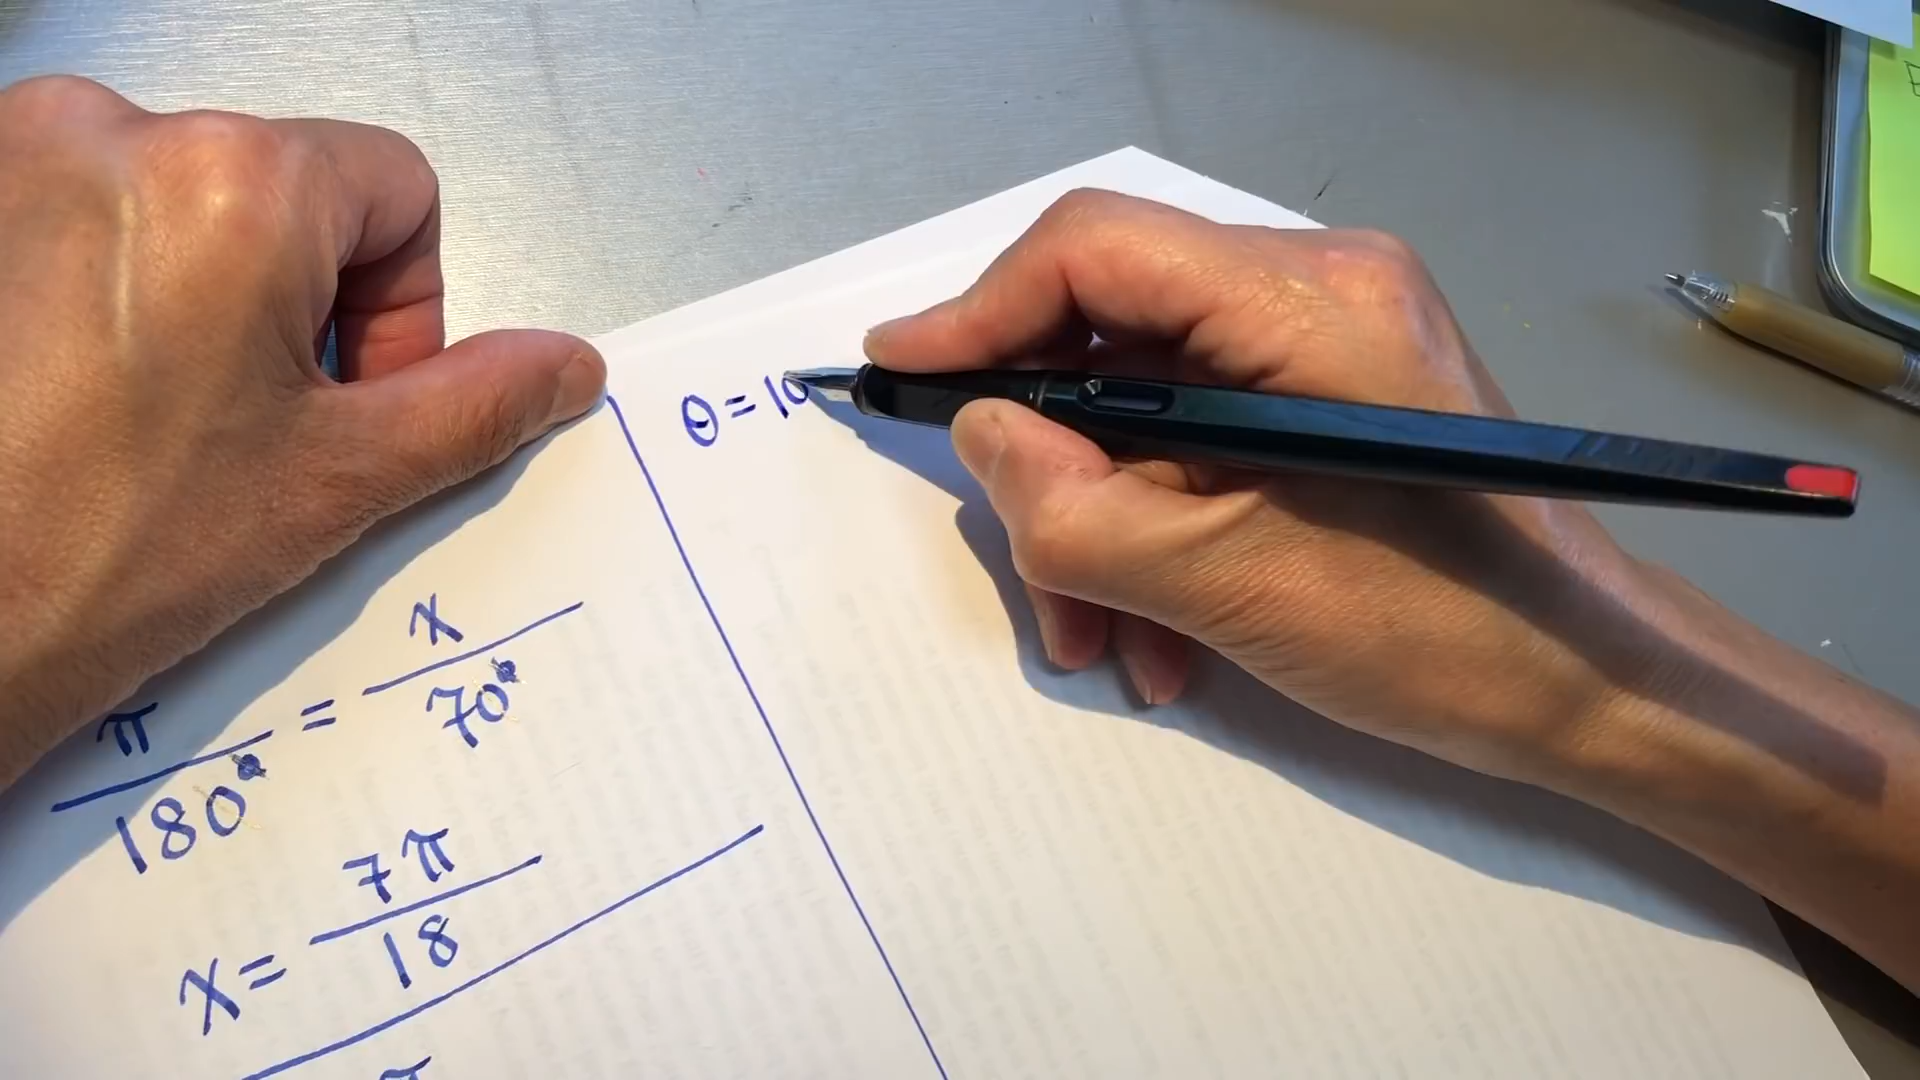 π/180° = x/70°
x = 7π/18
θ = 10